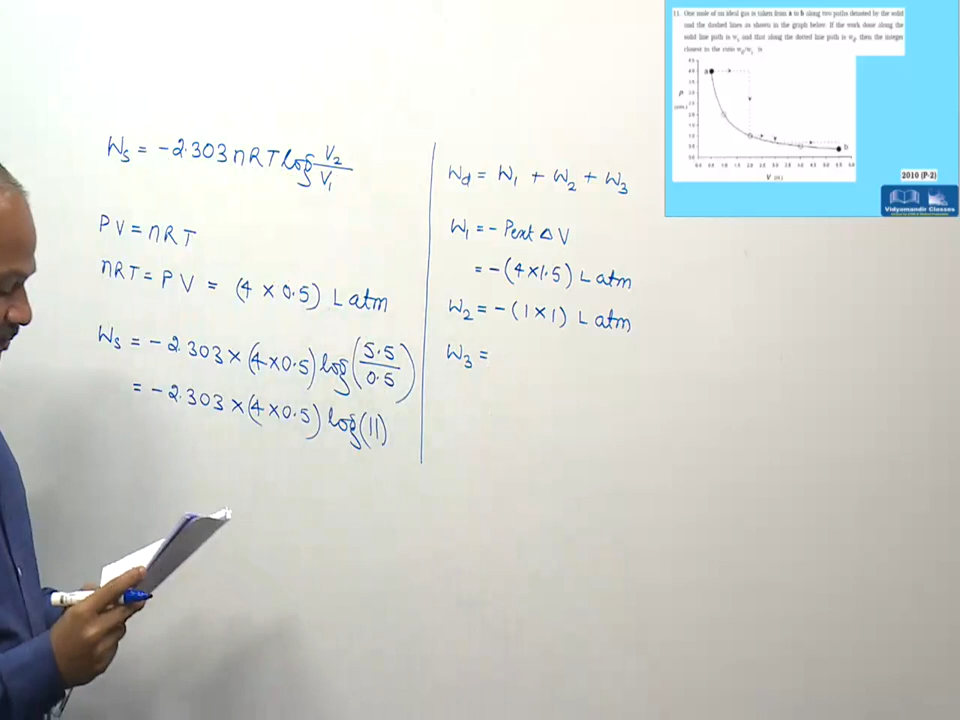 11. One mole of an ideal gas is taken from a to b along two paths denoted by the solid
and the dashed lines as shown in the graph below. If the work done along the
solid line path is wₛ and that along the dotted line path is w_d then the integer
closest to the ratio w_d/wₛ is
a
b
P
V
2010 (P-2)
Vidyamandir Classes
Wₛ = -2.303 nRT log V₂/V₁
PV = nRT
nRT = PV = (4 × 0.5) L atm
Wₛ = -2.303 × (4×0.5) log(5.5/0.5)
= -2.303 × (4×0.5) log(11)
W_d = W₁ + W₂ + W₃
W₁ = - Pext ΔV
= -(4×1.5) L atm
W₂ = -(1×1) L atm
W₃ =